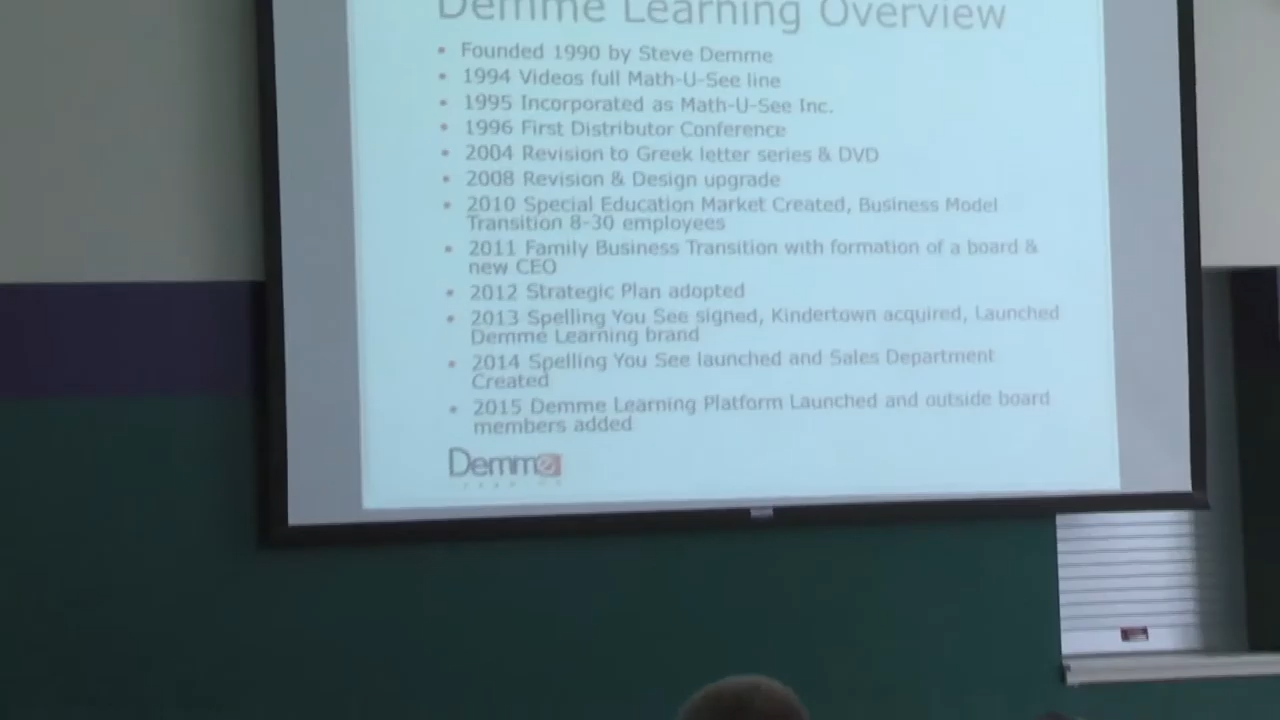 Demme Learning Overview
• Founded 1990 by Steve Demme
• 1994 Videos full Math-U-See line
• 1995 Incorporated as Math-U-See Inc.
• 1996 First Distributor Conference
• 2004 Revision to Greek letter series & DVD
• 2008 Revision & Design upgrade
• 2010 Special Education Market Created, Business Model
Transition 8-30 employees
• 2011 Family Business Transition with formation of a board &
new CEO
• 2012 Strategic Plan adopted
• 2013 Spelling You See signed, Kindertown acquired, Launched
Demme Learning brand
• 2014 Spelling You See launched and Sales Department
Created
• 2015 Demme Learning Platform Launched and outside board
members added
Demme